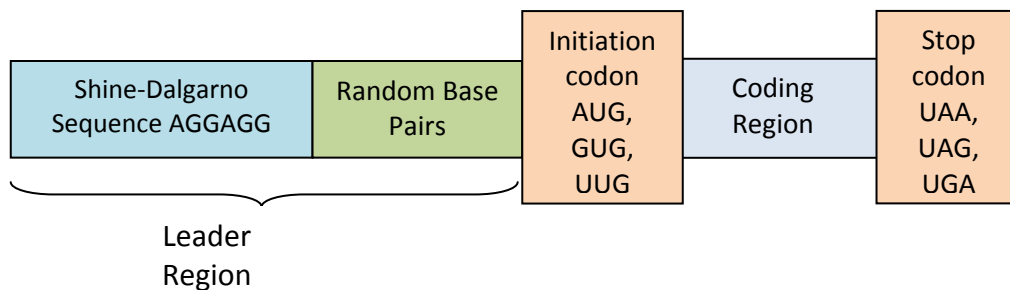 Shine-Dalgarno
Sequence AGGAGG
Random Base
Pairs
Initiation
codon
AUG,
GUG,
UUG
Coding
Region
Stop
codon
UAA,
UAG,
UGA
Leader
Region